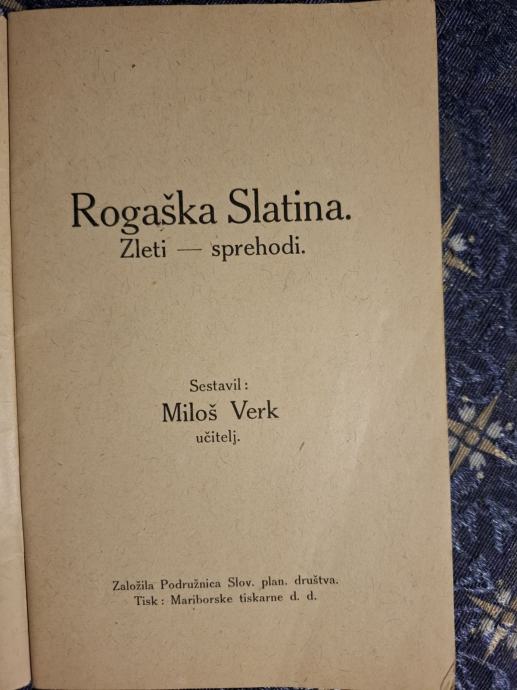 Rogaška Slatina.
Zleti — sprehodi.
Sestavil:
Miloš Verk
učitelj.
Založila Podružnica Slov. plan. društva.
Tisk: Mariborske tiskarne d. d.